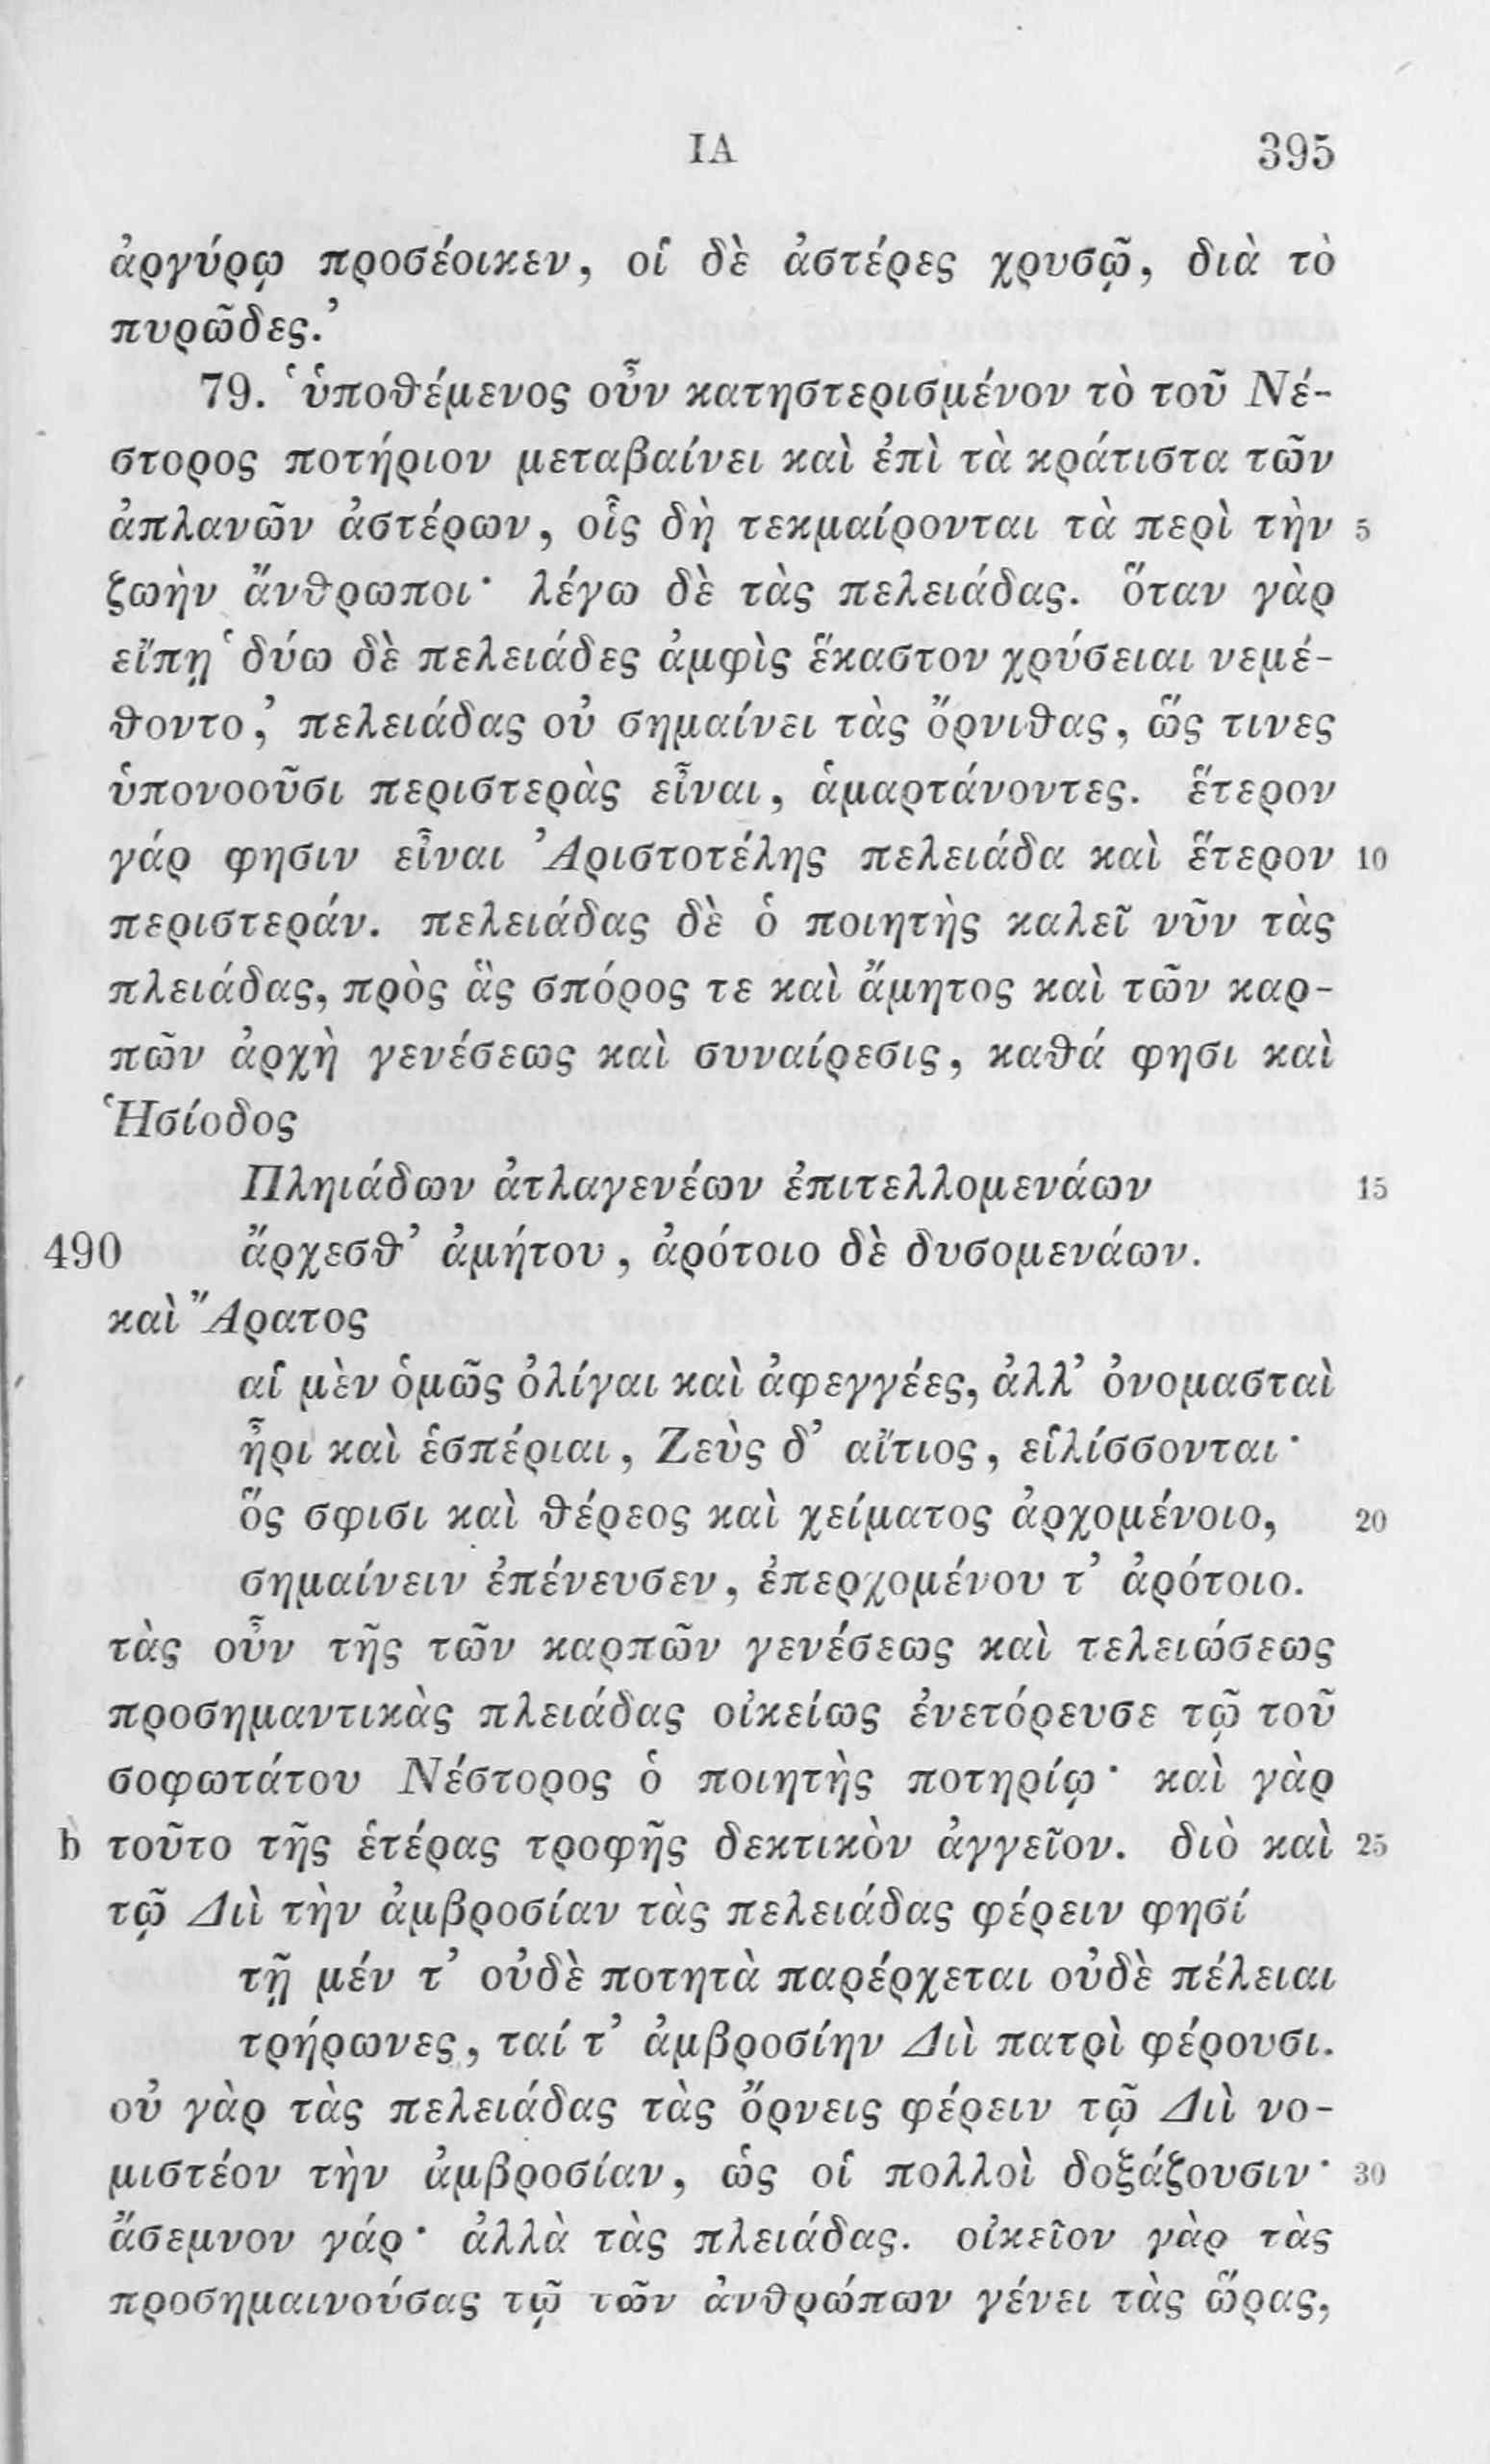 ΙΑ 395
ἀργύρῳ προσέοικεν, οἱ δὲ ἀστέρες χρυσῷ, διὰ τὸ
πυρῶδες.’
79. ‘ὑποθέμενος οὖν κατηστερισμένον τὸ τοῦ Νέ-
στορος ποτήριον μεταβαίνει καὶ ἐπὶ τὰ κράτιστα τῶν
ἀπλανῶν ἀστέρων, οἷς δὴ τεκμαίρονται τὰ περὶ τὴν 5
ζωὴν ἄνθρωποι· λέγω δὲ τὰς πελειάδας. ὅταν γὰρ
εἴπῃ ‘δύω δὲ πελειάδες ἀμφὶς ἕκαστον χρύσειαι νεμέ-
θοντο,’ πελειάδας οὐ σημαίνει τὰς ὄρνιθας, ὥς τινες
ὑπονοοῦσι περιστερὰς εἶναι, ἁμαρτάνοντες. ἕτερον
γάρ φησιν εἶναι Ἀριστοτέλης πελειάδα καὶ ἕτερον 10
περιστεράν. πελειάδας δὲ ὁ ποιητὴς καλεῖ νῦν τὰς
πλειάδας, πρὸς ἃς σπόρος τε καὶ ἄμητος καὶ τῶν καρ-
πῶν ἀρχὴ γενέσεως καὶ συναίρεσις, καθά φησι καὶ
Ἡσίοδος
Πληιάδων ἀτλαγενέων ἐπιτελλομενάων 15
490 ἄρχεσθ’ ἀμήτου, ἀρότοιο δὲ δυσομενάων.
καὶ Ἄρατος
αἱ μὲν ὁμῶς ὀλίγαι καὶ ἀφεγγέες, ἀλλ’ ὀνομασταὶ
ἦρι καὶ ἑσπέριαι, Ζεὺς δ’ αἴτιος, εἱλίσσονται·
ὅς σφισι καὶ θέρεος καὶ χείματος ἀρχομένοιο, 20
σημαίνειν ἐπένευσεν, ἐπερχομένου τ’ ἀρότοιο.
τὰς οὖν τῆς τῶν καρπῶν γενέσεως καὶ τελειώσεως
προσημαντικὰς πλειάδας οἰκείως ἐνετόρευσε τῷ τοῦ
σοφωτάτου Νέστορος ὁ ποιητὴς ποτηρίῳ· καὶ γὰρ
b τοῦτο τῆς ἑτέρας τροφῆς δεκτικὸν ἀγγεῖον. διὸ καὶ 25
τῷ Διὶ τὴν ἀμβροσίαν τὰς πελειάδας φέρειν φησί
τῇ μέν τ’ οὐδὲ ποτητὰ παρέρχεται οὐδὲ πέλειαι
τρήρωνες, ταί τ’ ἀμβροσίην Διὶ πατρὶ φέρουσι.
οὐ γὰρ τὰς πελειάδας τὰς ὄρνεις φέρειν τῷ Διὶ νο-
μιστέον τὴν ἀμβροσίαν, ὡς οἱ πολλοὶ δοξάζουσιν· 30
ἄσεμνον γάρ· ἀλλὰ τὰς πλειάδας. οἰκεῖον γὰρ τὰς
προσημαινούσας τῷ τῶν ἀνθρώπων γένει τὰς ὥρας,